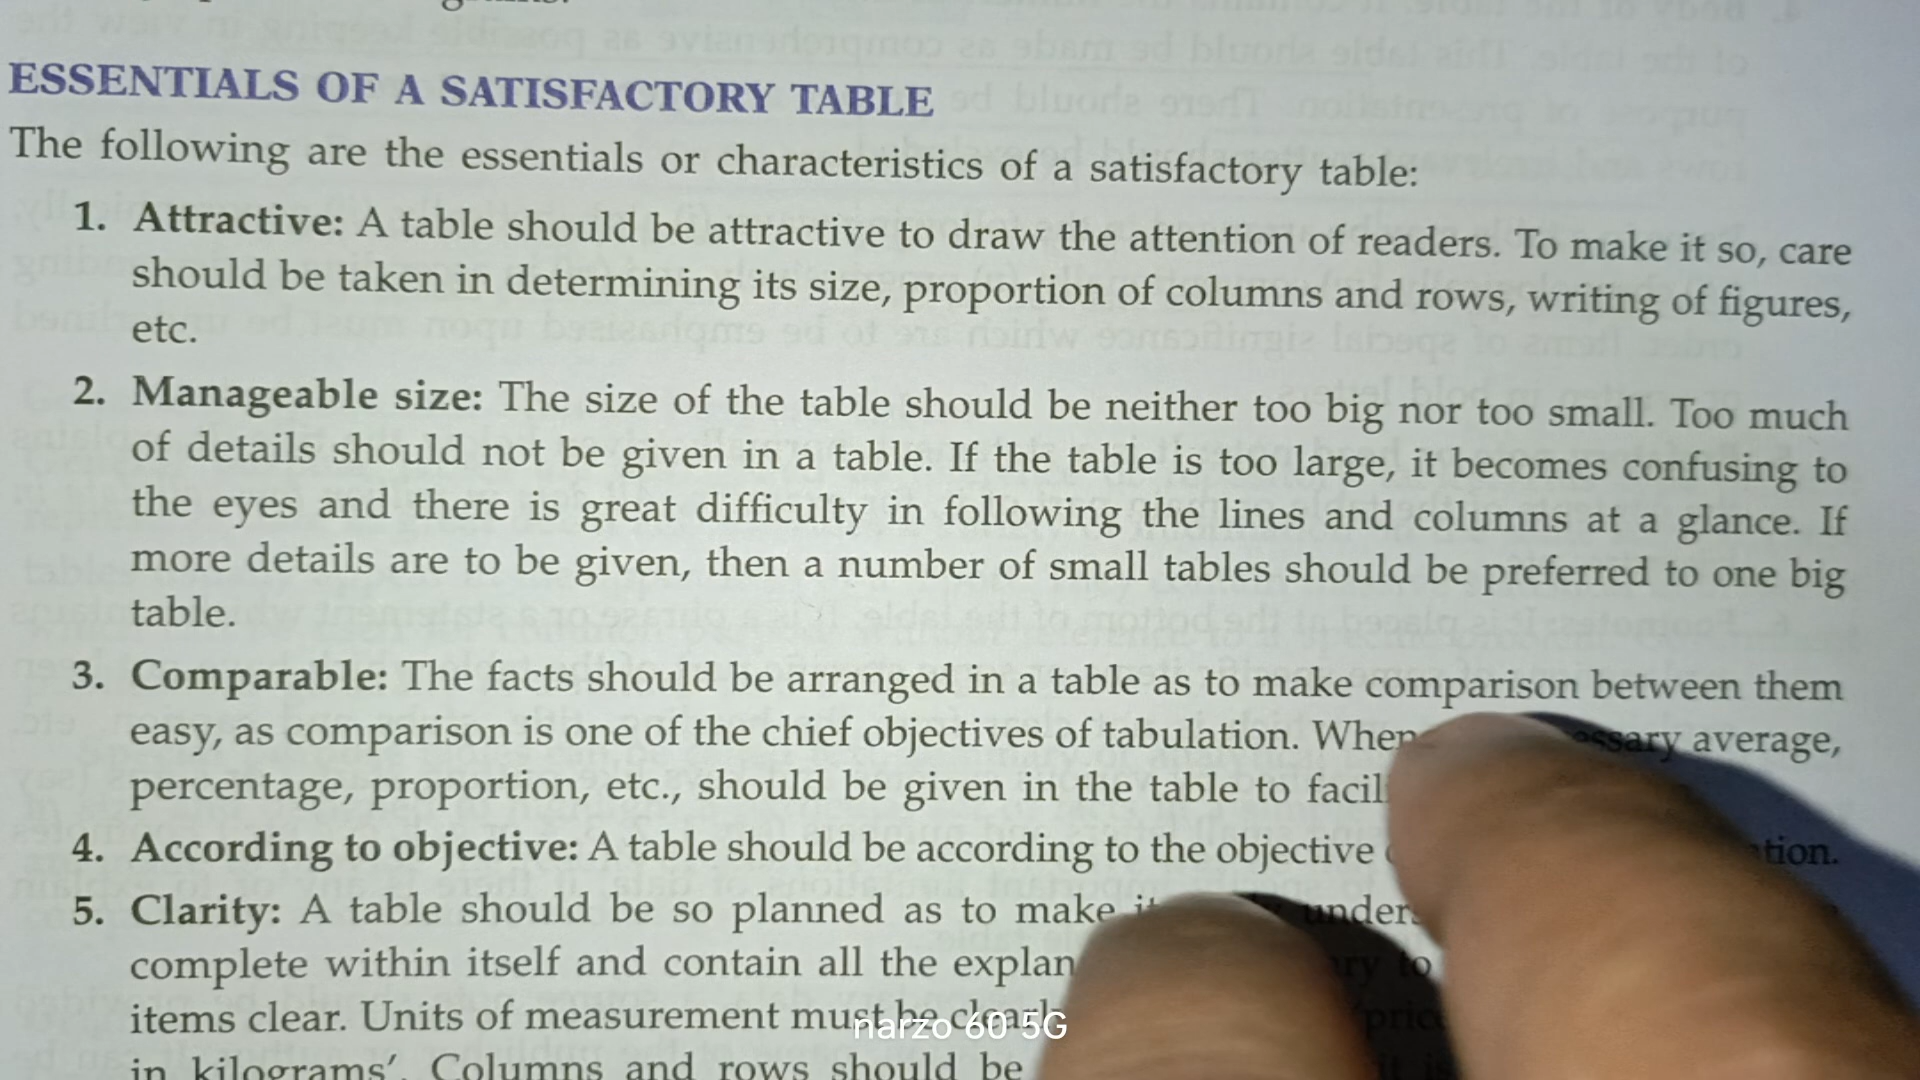 ESSENTIALS OF A SATISFACTORY TABLE
The following are the essentials or characteristics of a satisfactory table:
1. Attractive: A table should be attractive to draw the attention of readers. To make it so, care
should be taken in determining its size, proportion of columns and rows, writing of figures,
etc.
2. Manageable size: The size of the table should be neither too big nor too small. Too much
of details should not be given in a table. If the table is too large, it becomes confusing to
the eyes and there is great difficulty in following the lines and columns at a glance. If
more details are to be given, then a number of small tables should be preferred to one big
table.
3. Comparable: The facts should be arranged in a table as to make comparison between them
easy, as comparison is one of the chief objectives of tabulation. average,
percentage, proportion, etc., should be given in the table to
4. According to objective: A table should be according to the objective
5. Clarity: A table should be so planned as to make
complete within itself and contain all the to
items clear. Units of measurement must be
in kilograms'. Columns and rows should be
narzo 60 5G